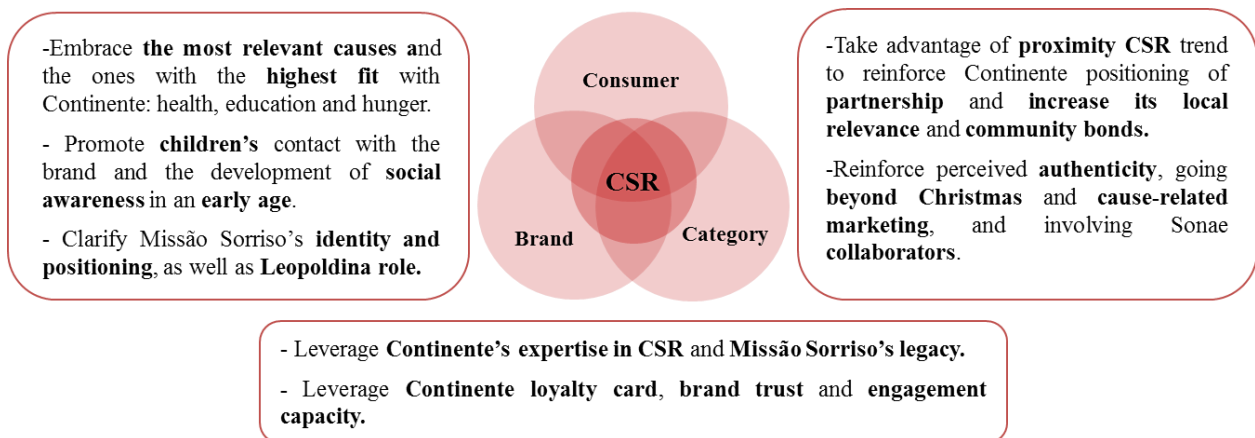 -Embrace the most relevant causes and
the ones with the highest fit with
Continente: health, education and hunger.
- Promote children's contact with the
brand and the development of social
awareness in an early age.
- Clarify Missão Sorriso's identity and
positioning, as well as Leopoldina role.
Consumer
CSR
Brand
Category
-Take advantage of proximity CSR trend
to reinforce Continente positioning of
partnership and increase its local
relevance and community bonds.
-Reinforce perceived authenticity, going
beyond Christmas and cause-related
marketing, and involving Sonae
collaborators.
- Leverage Continente's expertise in CSR and Missão Sorriso's legacy.
- Leverage Continente loyalty card, brand trust and engagement
capacity.